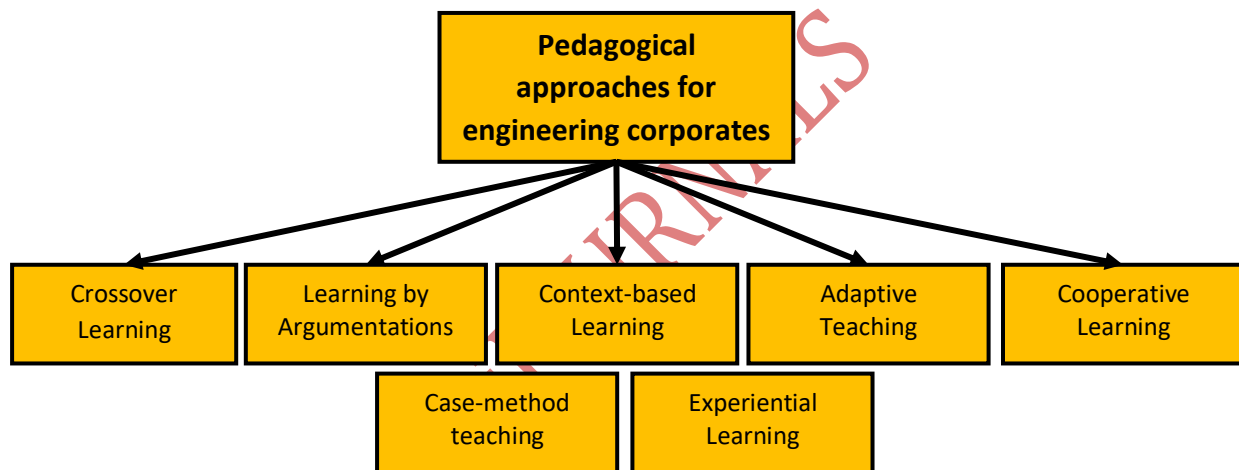 Pedagogical
approaches for
engineering corporates
Crossover
Learning
Learning by
Argumentations
Context-based
Learning
Adaptive
Teaching
Cooperative
Learning
Case-method
teaching
Experiential
Learning